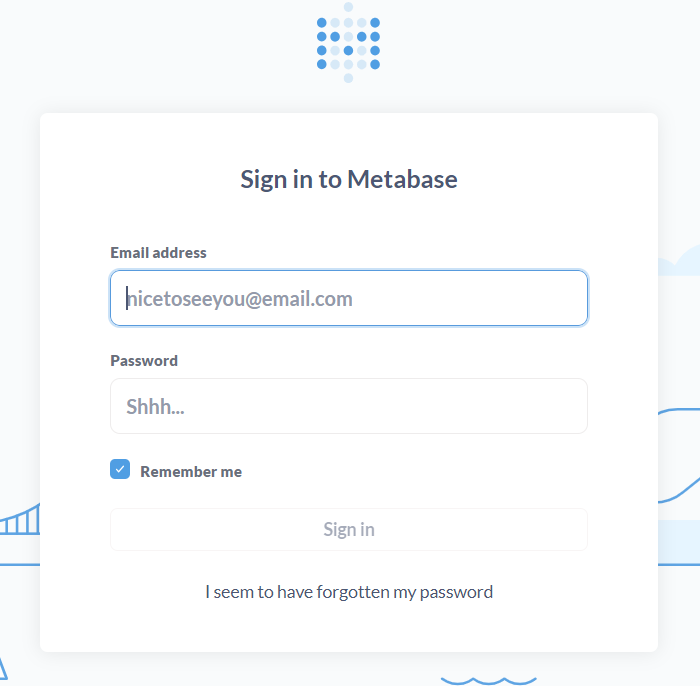 Sign in to Metabase
Email address
nicetoseeyou@email.com
Password
Shhh...
Remember me
Sign in
I seem to have forgotten my password